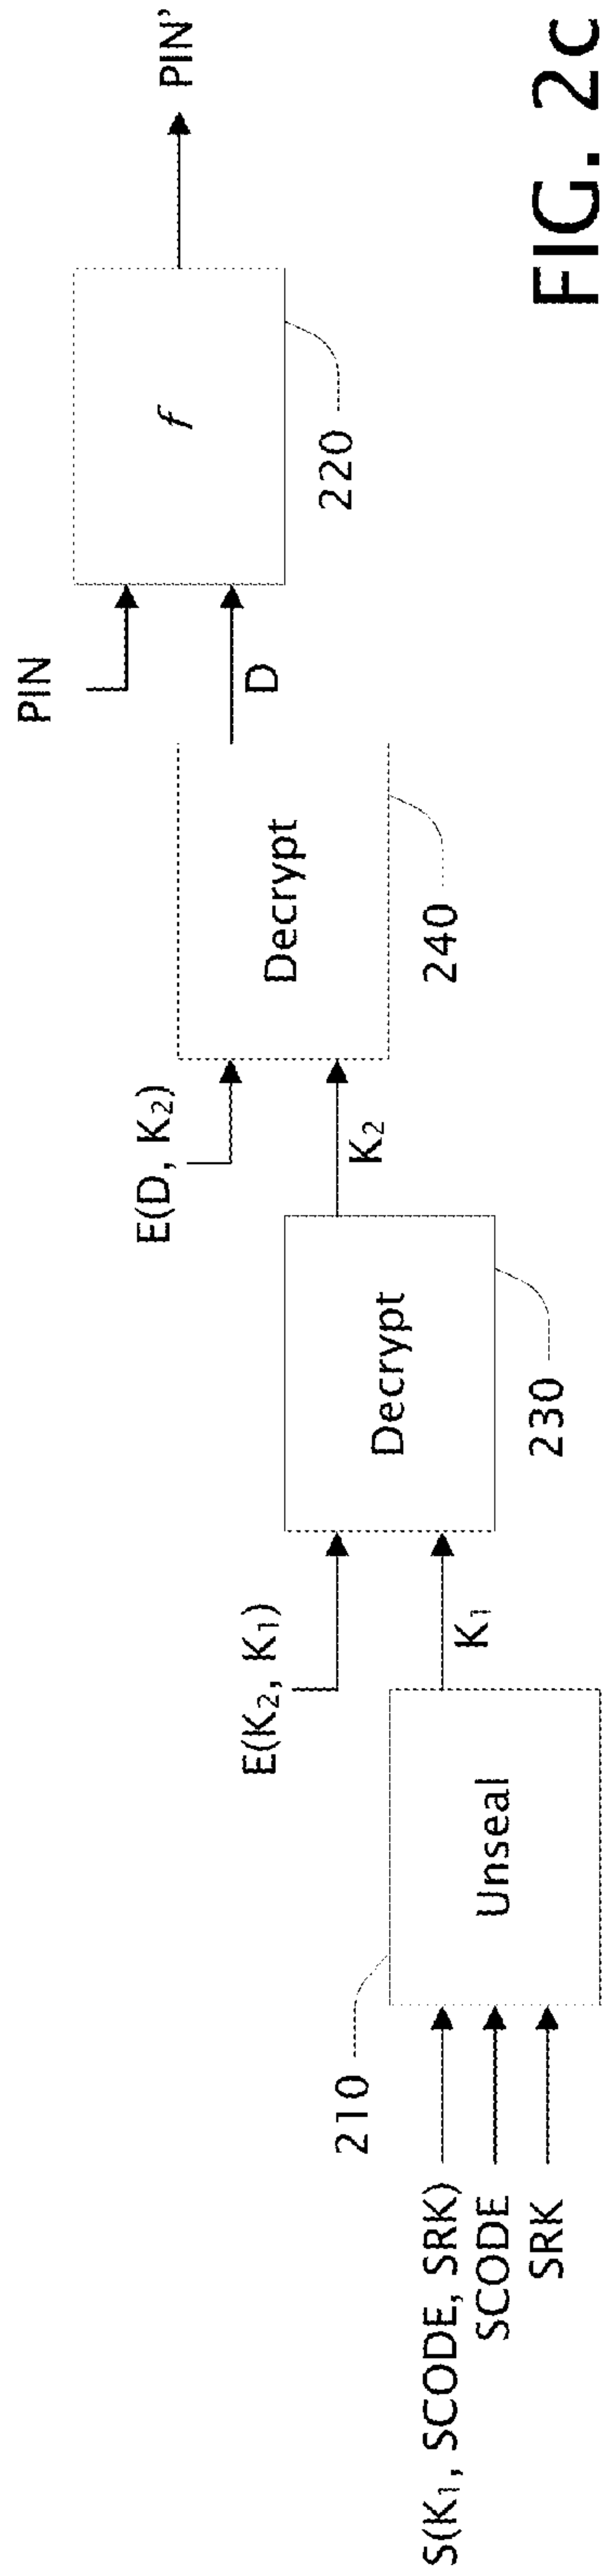 S(K₁, SCODE, SRK)
SCODE
SRK
210
Unseal
K₁
E(K₂, K₁)
Decrypt
230
K₂
E(D, K₂)
Decrypt
240
D
PIN
f
220
PIN'
FIG. 2c